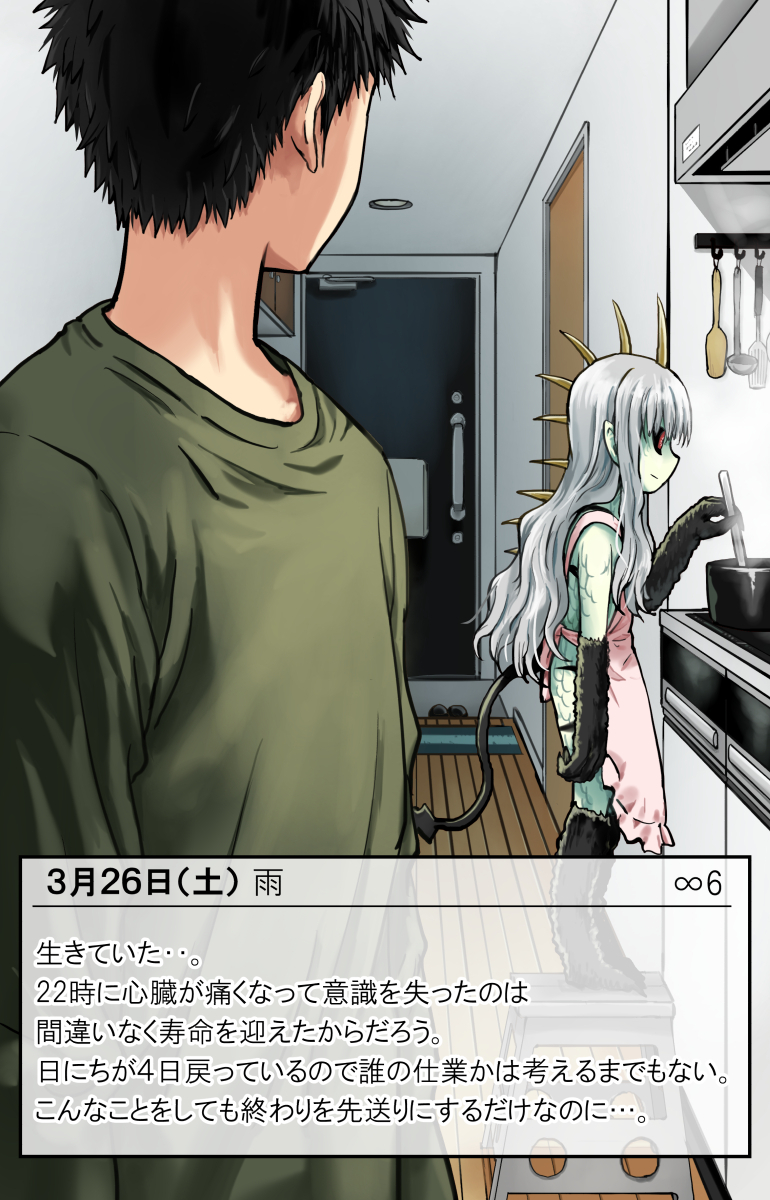 3月26日(土) 雨 ∞6
生きていた‥。
22時に心臓が痛くなって意識を失ったのは
間違いなく寿命を迎えたからだろう。
日にちが4日戻っているので誰の仕業かは考えるまでもない。
こんなことをしても終わりを先送りにするだけなのに…。